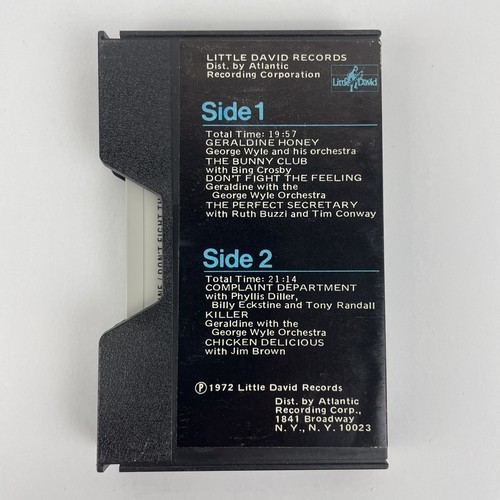 LITTLE DAVID RECORDS
Dist. by Atlantic
Recording Corporation
Little David
Side 1
Total Time: 19:57
GERALDINE HONEY
George Wyle and his orchestra
THE BUNNY CLUB
with Bing Crosby
DON'T FIGHT THE FEELING
Geraldine with the
George Wyle Orchestra
THE PERFECT SECRETARY
with Ruth Buzzi and Tim Conway
Side 2
Total Time: 21:14
COMPLAINT DEPARTMENT
with Phyllis Diller,
Billy Eckstine and Tony Randall
KILLER
Geraldine with the
George Wyle Orchestra
CHICKEN DELICIOUS
with Jim Brown
Ⓟ1972 Little David Records
Dist. by Atlantic
Recording Corp.,
1841 Broadway
N. Y., N. Y. 10023
/ DON'T FIGHT